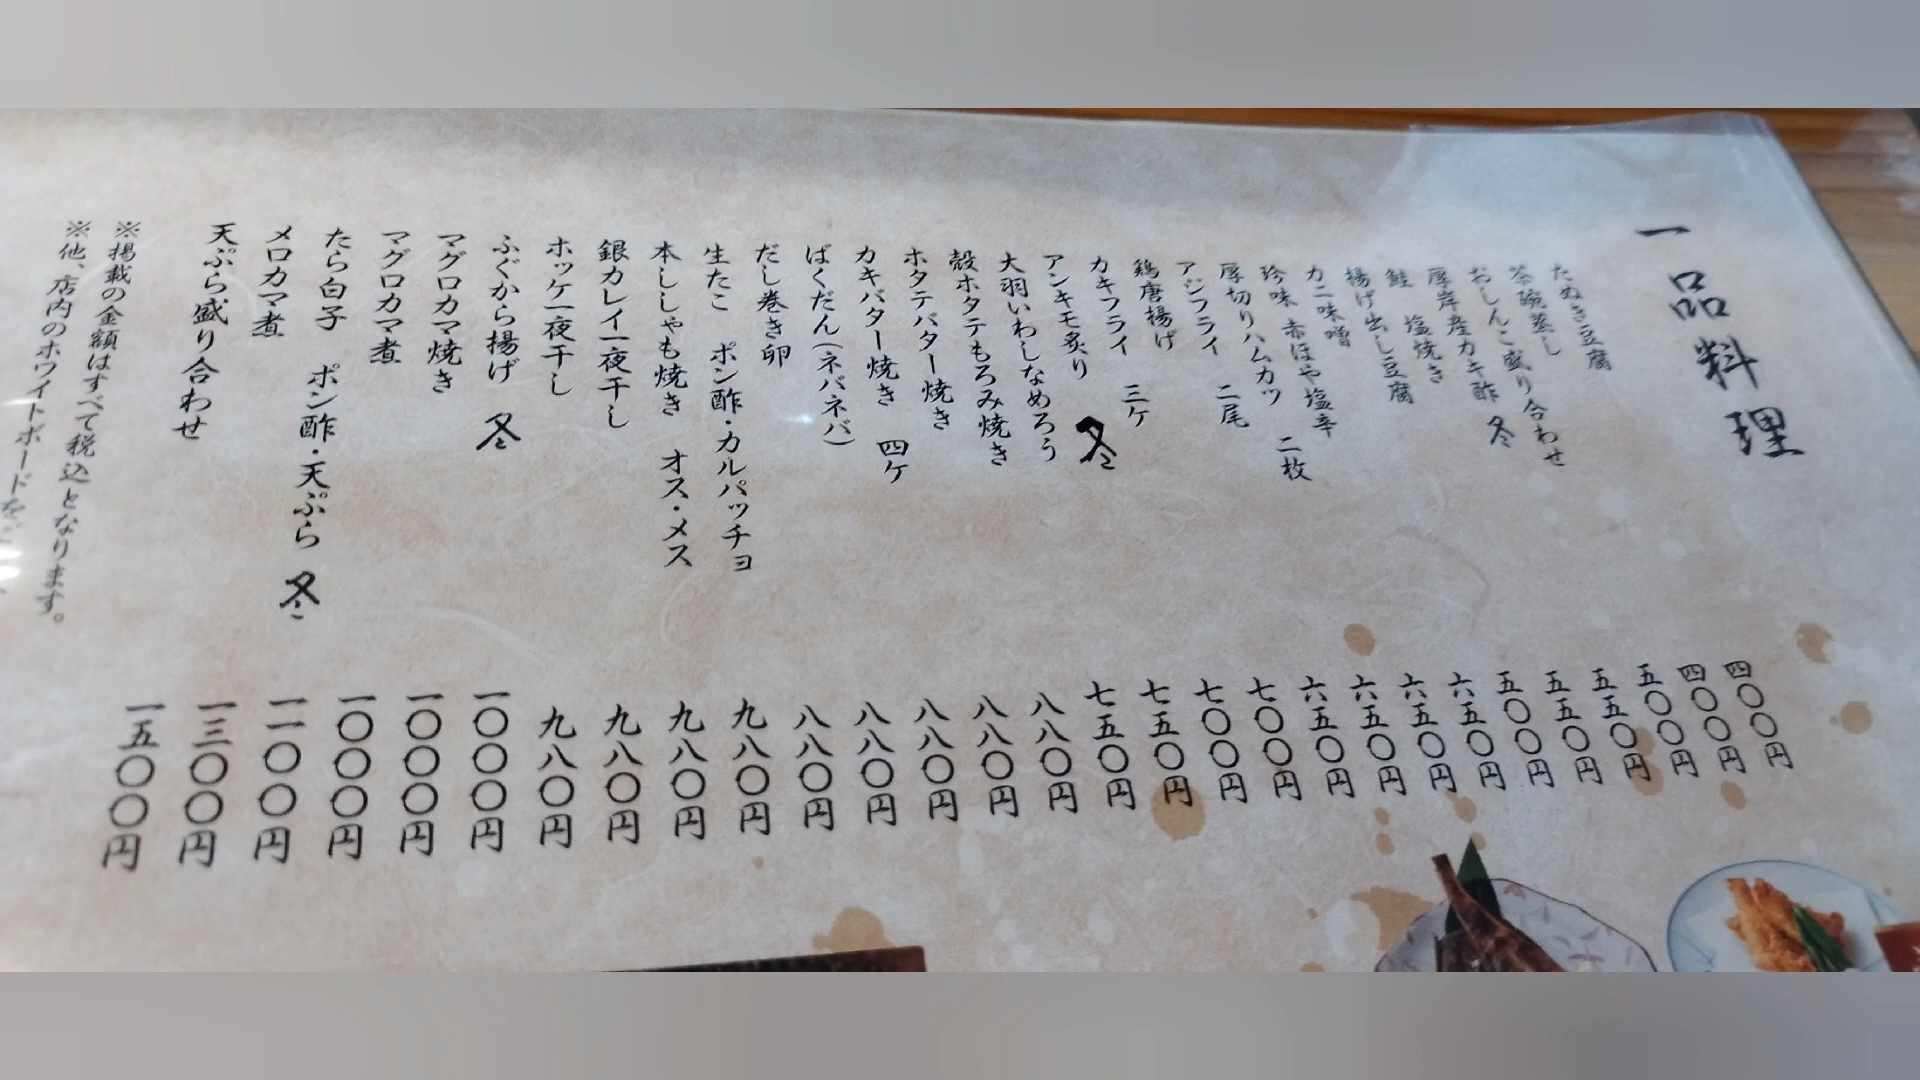 一品料理
たぬき豆腐 四〇〇円
茶碗蒸し 四〇〇円
おしんこ盛り合わせ 五〇〇円
厚岸産カキ酢 冬 五五〇円
鮭 塩焼き 五五〇円
揚げ出し豆腐 五〇〇円
カニ味噌 六五〇円
珍味 赤ほや塩辛 六五〇円
厚切りハムカツ 二枚 六五〇円
アジフライ 二尾 六五〇円
鶏唐揚げ 七〇〇円
カキフライ 三ケ 七〇〇円
アンキモ炙り 冬 七五〇円
大羽いわしなめろう 七五〇円
殻ホタテもろみ焼き 八八〇円
ホタテバター焼き 八八〇円
カキバター焼き 四ケ 八八〇円
ばくだん(ネバネバ) 八八〇円
だし巻き卵 八八〇円
生たこ ポン酢・カルパッチョ 九八〇円
本ししゃも焼き オス・メス 九八〇円
銀カレイ一夜干し 九八〇円
ホッケ一夜干し 九八〇円
ふぐから揚げ 冬 一〇〇〇円
マグロカマ焼き 一〇〇〇円
マグロカマ煮 一〇〇〇円
たら白子 ポン酢・天ぷら 冬 一一〇〇円
メロカマ煮 一三〇〇円
天ぷら盛り合わせ 一五〇〇円
※掲載の金額はすべて税込となります。
※他、店内のホワイトボードを